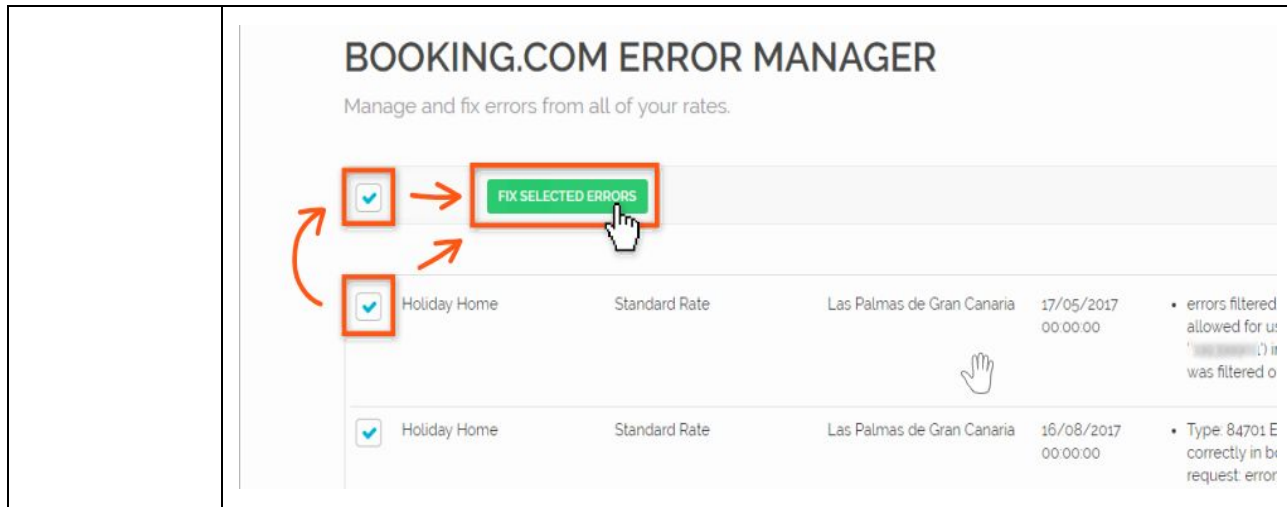 BOOKING.COM ERROR MANAGER
Manage and fix errors from all of your rates.
FIX SELECTED ERRORS
Holiday Home Standard Rate Las Palmas de Gran Canaria 17/05/2017 • errors filtered
00:00:00 allowed for
')
was filtered
Holiday Home Standard Rate Las Palmas de Gran Canaria 16/08/2017 • Type: 84701
00:00:00 correctly in
request: error